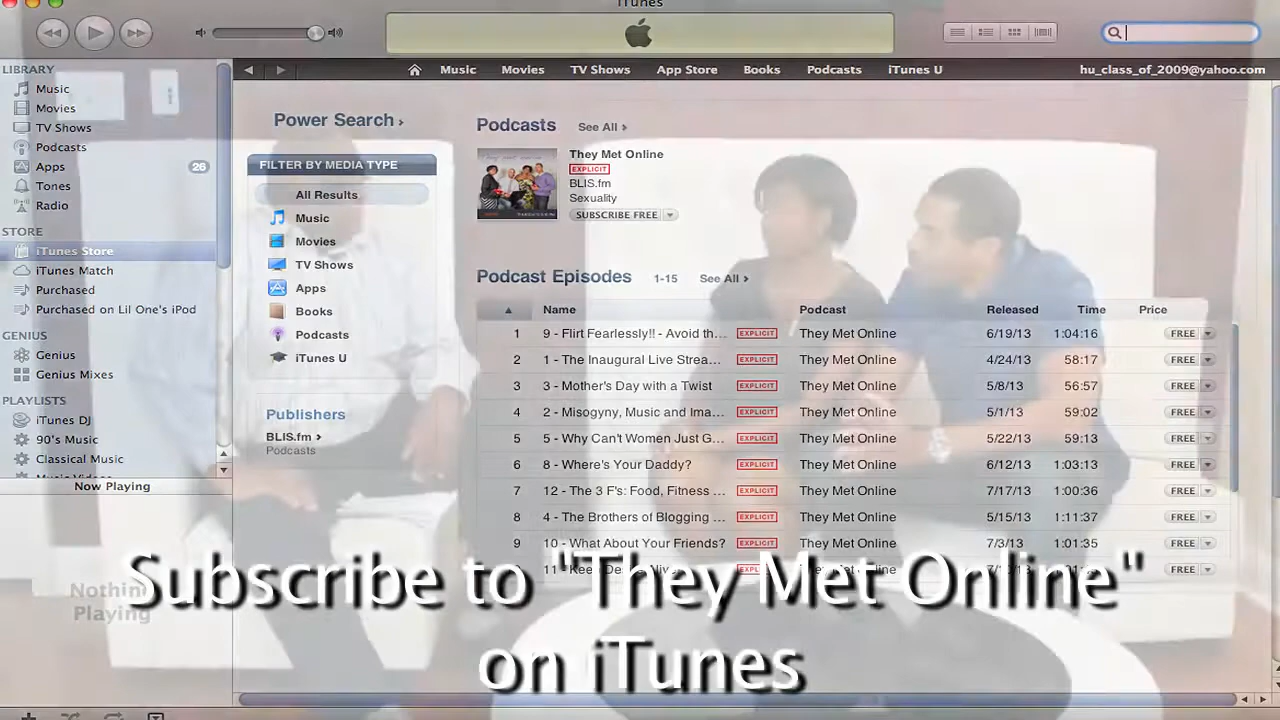 iTunes
Music Movies TV Shows App Store Books Podcasts iTunes U hu_class_of_2009@yahoo.com
LIBRARY
Music
Movies
TV Shows
Podcasts
Apps 26
Tones
Radio
STORE
iTunes Store
iTunes Match
Purchased
Purchased on Lil One's iPod
GENIUS
Genius
Genius Mixes
PLAYLISTS
iTunes DJ
90's Music
Classical Music
Music Videos
Now Playing
Nothing
Playing
Power Search ›
FILTER BY MEDIA TYPE
All Results
Music
Movies
TV Shows
Apps
Books
Podcasts
iTunes U
Publishers
BLIS.fm ›
Podcasts
Podcasts See All ›
They Met Online
EXPLICIT
BLIS.fm
Sexuality
SUBSCRIBE FREE
Podcast Episodes 1-15 See All ›
Name Podcast Released Time Price
1 9 - Flirt Fearlessly!! - Avoid th... EXPLICIT They Met Online 6/19/13 1:04:16 FREE
2 1 - The Inaugural Live Strea... EXPLICIT They Met Online 4/24/13 58:17 FREE
3 3 - Mother's Day with a Twist EXPLICIT They Met Online 5/8/13 56:57 FREE
4 2 - Misogyny, Music and Ima... EXPLICIT They Met Online 5/1/13 59:02 FREE
5 5 - Why Can't Women Just G... EXPLICIT They Met Online 5/22/13 59:13 FREE
6 8 - Where's Your Daddy? EXPLICIT They Met Online 6/12/13 1:03:13 FREE
7 12 - The 3 F's: Food, Fitness ... EXPLICIT They Met Online 7/17/13 1:00:36 FREE
8 4 - The Brothers of Blogging ... EXPLICIT They Met Online 5/15/13 1:11:37 FREE
9 10 - What About Your Friends? EXPLICIT They Met Online 7/3/13 1:01:35 FREE
11 - FREE
Subscribe to "They Met Online"
on iTunes